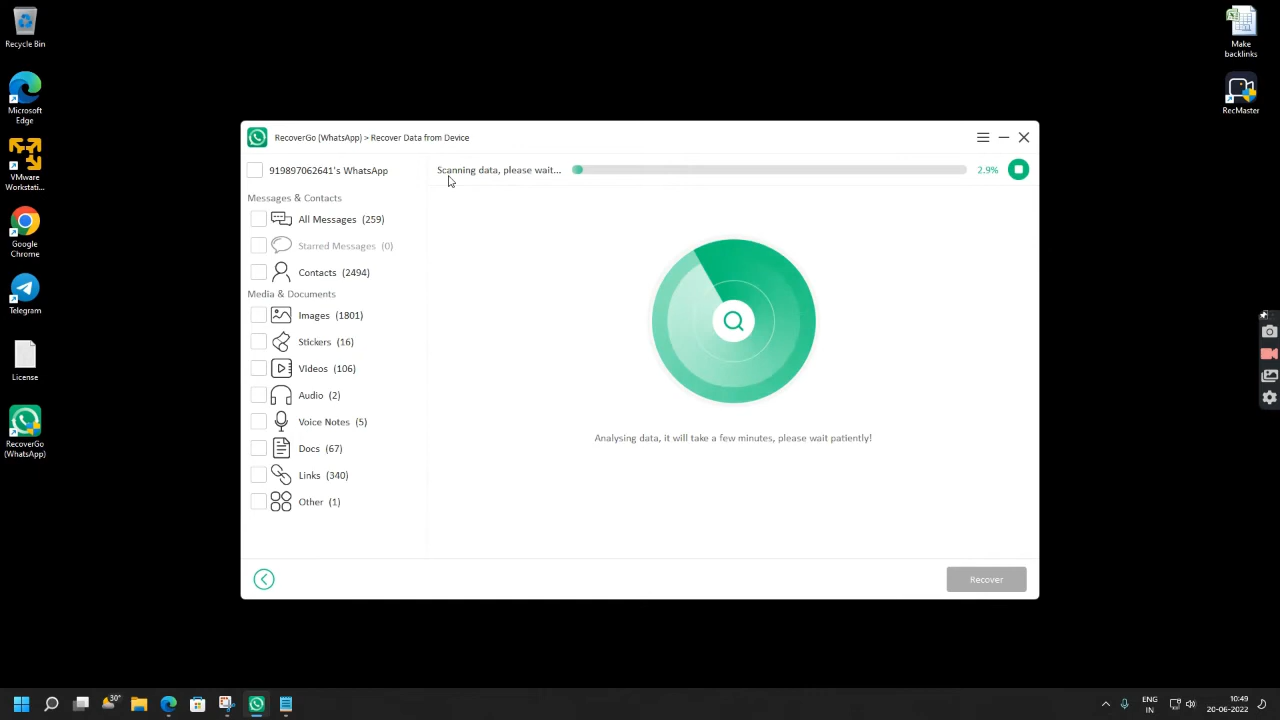 Recycle Bin
Microsoft
Edge
VMware
Workstati...
Google
Chrome
Telegram
License
RecoverGo
(WhatsApp)
Make
backlinks
RecMaster
RecoverGo (WhatsApp) > Recover Data from Device
919897062641's WhatsApp
Scanning data, please wait...
2.9%
Messages & Contacts
All Messages (259)
Starred Messages (0)
Contacts (2494)
Media & Documents
Images (1801)
Stickers (16)
Videos (106)
Audio (2)
Voice Notes (5)
Docs (67)
Links (340)
Other (1)
Analysing data, it will take a few minutes, please wait patiently!
Recover
30°
ENG
IN
10:49
20-06-2022